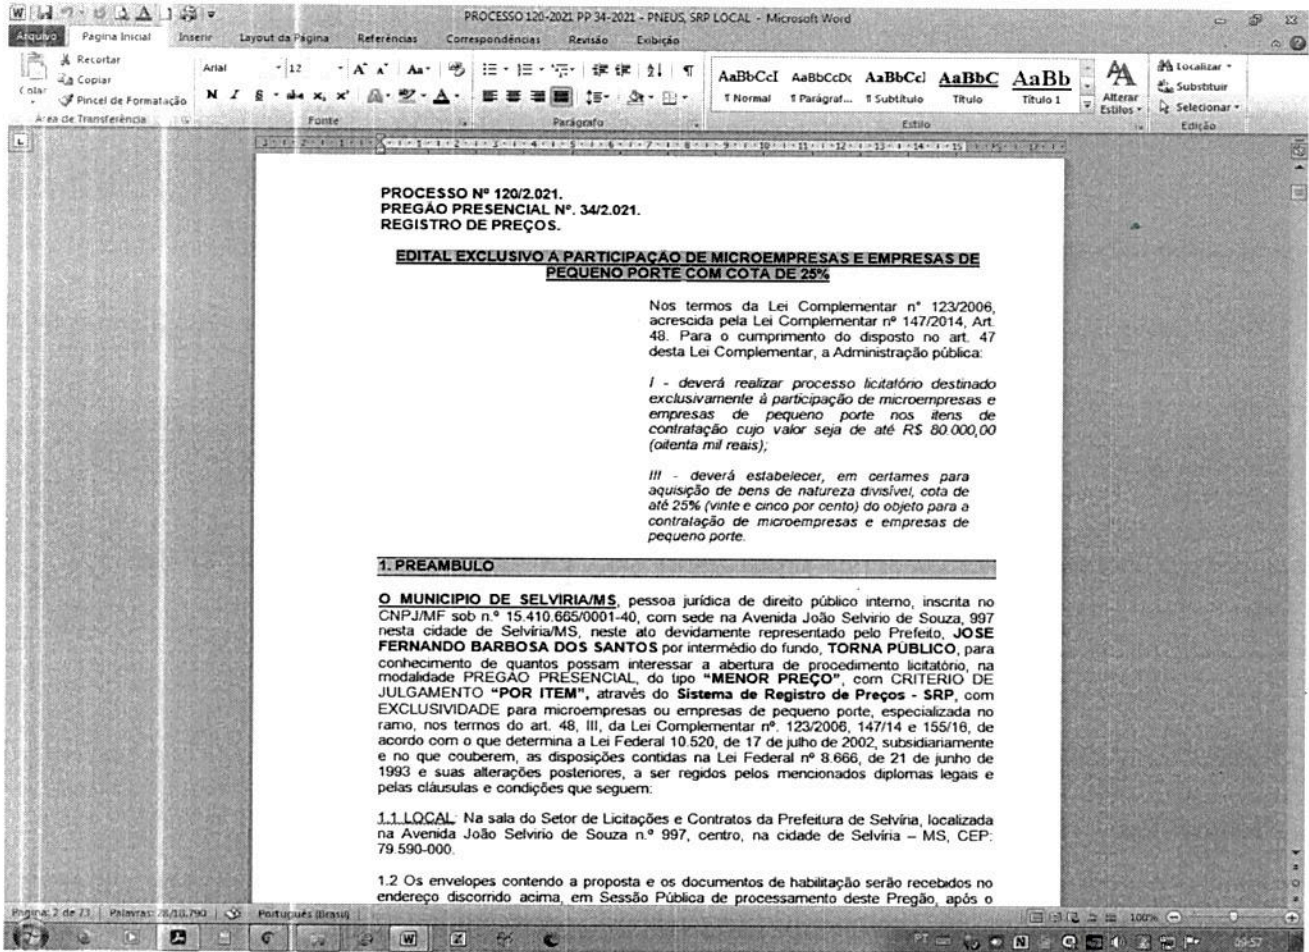 PROCESSO 120-2021 PP 34-2021 - PNEUS, SRP LOCAL - Microsoft Word
Arquivo Página Inicial Inserir Layout da Página Referências Correspondências Revisão Exibição
Recortar
Copiar
Pincel de Formatação
Colar
Arial 12
N I S
AaBbCcI AaBbCcDc AaBbCcI AaBbC AaBb
¶ Normal ¶ Parágraf... ¶ Subtítulo Título Título 1
Alterar Estilos
Localizar
Substituir
Selecionar
Área de Transferência Fonte Parágrafo Estilo Edição
PROCESSO Nº 120/2.021.
PREGÃO PRESENCIAL Nº. 34/2.021.
REGISTRO DE PREÇOS.
EDITAL EXCLUSIVO A PARTICIPAÇÃO DE MICROEMPRESAS E EMPRESAS DE
PEQUENO PORTE COM COTA DE 25%
Nos termos da Lei Complementar n° 123/2006,
acrescida pela Lei Complementar nº 147/2014, Art.
48. Para o cumprimento do disposto no art. 47
desta Lei Complementar, a Administração pública:
I - deverá realizar processo licitatório destinado
exclusivamente à participação de microempresas e
empresas de pequeno porte nos itens de
contratação cujo valor seja de até R$ 80.000,00
(oitenta mil reais);
III - deverá estabelecer, em certames para
aquisição de bens de natureza divisível, cota de
até 25% (vinte e cinco por cento) do objeto para a
contratação de microempresas e empresas de
pequeno porte.
1. PREAMBULO
O MUNICIPIO DE SELVIRIA/MS, pessoa jurídica de direito público interno, inscrita no
CNPJ/MF sob n.º 15.410.665/0001-40, com sede na Avenida João Selvirio de Souza, 997
nesta cidade de Selvíria/MS, neste ato devidamente representado pelo Prefeito, JOSE
FERNANDO BARBOSA DOS SANTOS por intermédio do fundo, TORNA PÚBLICO, para
conhecimento de quantos possam interessar a abertura de procedimento licitatório, na
modalidade PREGÃO PRESENCIAL, do tipo “MENOR PREÇO”, com CRITERIO DE
JULGAMENTO “POR ITEM”, através do Sistema de Registro de Preços - SRP, com
EXCLUSIVIDADE para microempresas ou empresas de pequeno porte, especializada no
ramo, nos termos do art. 48, III, da Lei Complementar nº. 123/2006, 147/14 e 155/16, de
acordo com o que determina a Lei Federal 10.520, de 17 de julho de 2002, subsidiariamente
e no que couberem, as disposições contidas na Lei Federal nº 8.666, de 21 de junho de
1993 e suas alterações posteriores, a ser regidos pelos mencionados diplomas legais e
pelas cláusulas e condições que seguem:
1.1 LOCAL: Na sala do Setor de Licitações e Contratos da Prefeitura de Selvíria, localizada
na Avenida João Selvirio de Souza n.º 997, centro, na cidade de Selvíria – MS, CEP:
79.590-000.
1.2 Os envelopes contendo a proposta e os documentos de habilitação serão recebidos no
endereço discorrido acima, em Sessão Pública de processamento deste Pregão, após o
Página: 2 de 73 Palavras: 28/10.790 Português (Brasil) 100%
PT